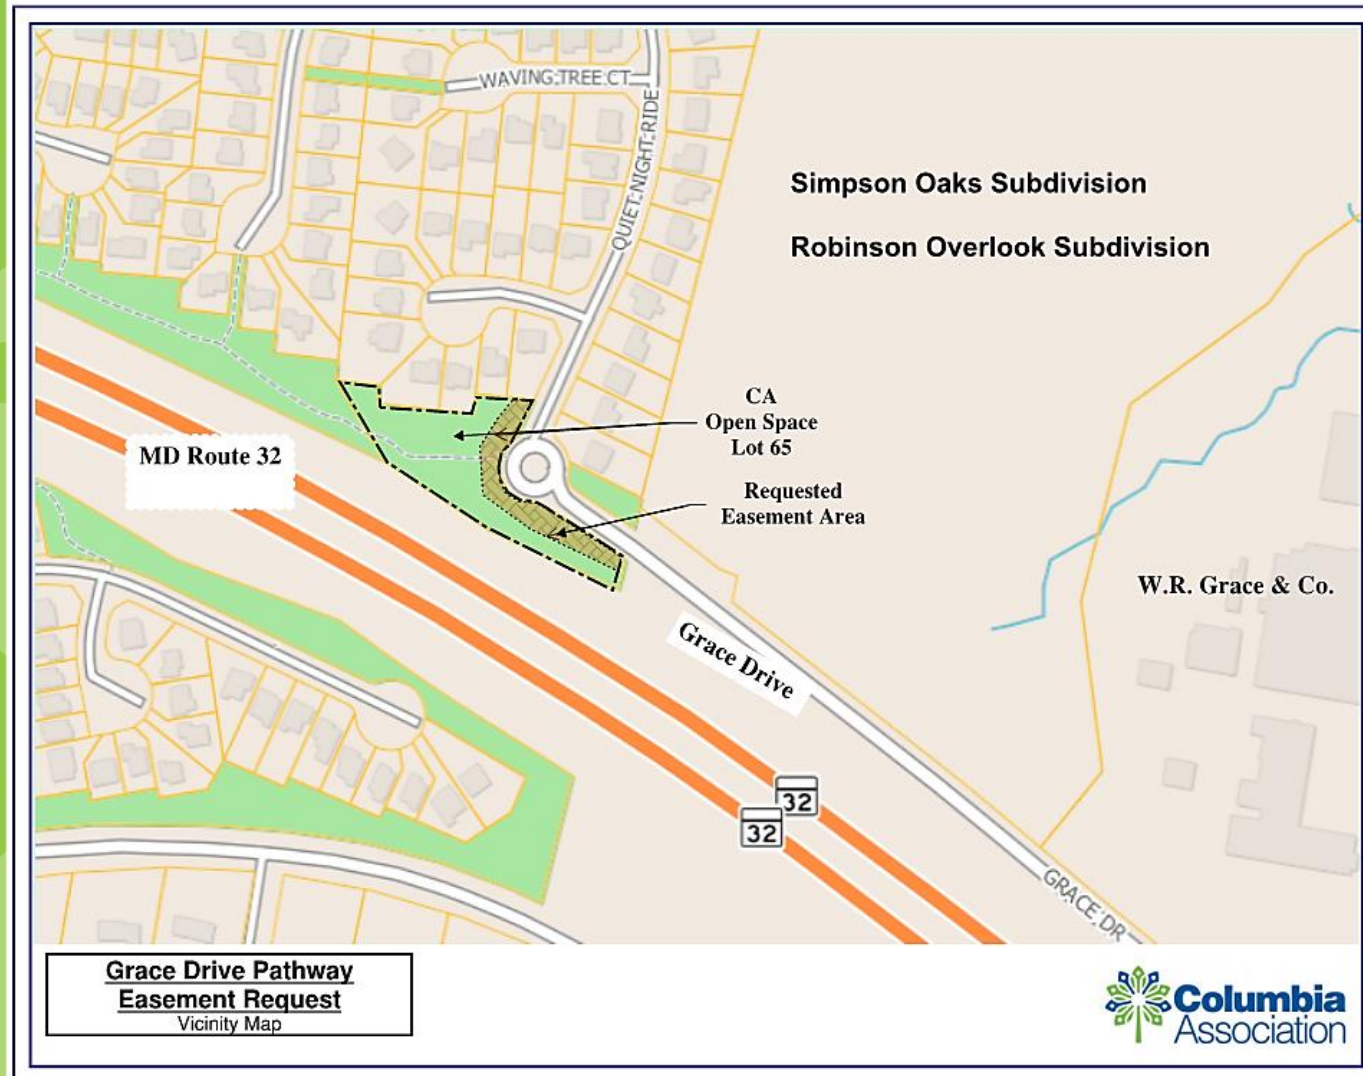 WAVING TREE CT
QUIET NIGHT RIDE
Simpson Oaks Subdivision
Robinson Overlook Subdivision
CA
Open Space
Lot 65
MD Route 32
Requested
Easement Area
W.R. Grace & Co.
Grace Drive
32
32
GRACE DR
Grace Drive Pathway
Easement Request
Vicinity Map
Columbia
Association